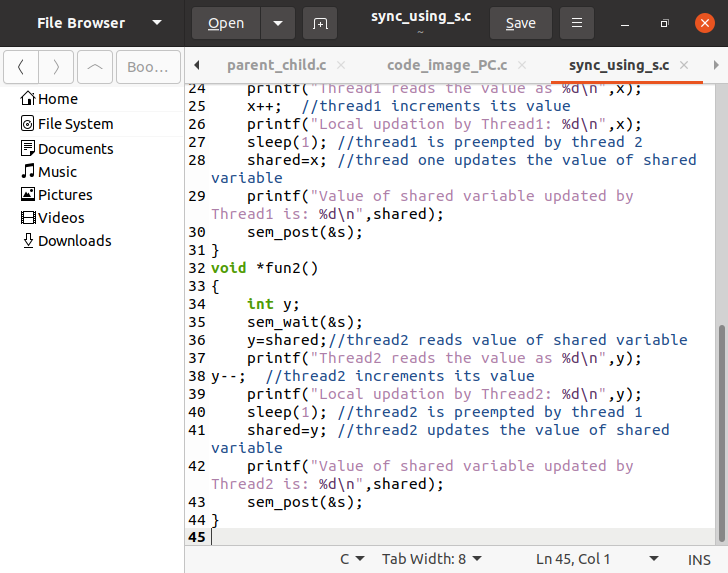 File Browser
Open
sync_using_s.c
~
Save
Boo...
Home
File System
Documents
Music
Pictures
Videos
Downloads
parent_child.c ×
code_image_PC.c ×
sync_using_s.c ×
24 printf("Thread1 reads the value as %d\n",x);
25 x++; //thread1 increments its value
26 printf("Local updation by Thread1: %d\n",x);
27 sleep(1); //thread1 is preempted by thread 2
28 shared=x; //thread one updates the value of shared
variable
29 printf("Value of shared variable updated by
Thread1 is: %d\n",shared);
30 sem_post(&s);
31 }
32 void *fun2()
33 {
34 int y;
35 sem_wait(&s);
36 y=shared;//thread2 reads value of shared variable
37 printf("Thread2 reads the value as %d\n",y);
38 y--; //thread2 increments its value
39 printf("Local updation by Thread2: %d\n",y);
40 sleep(1); //thread2 is preempted by thread 1
41 shared=y; //thread2 updates the value of shared
variable
42 printf("Value of shared variable updated by
Thread2 is: %d\n",shared);
43 sem_post(&s);
44 }
45
C Tab Width: 8 Ln 45, Col 1 INS